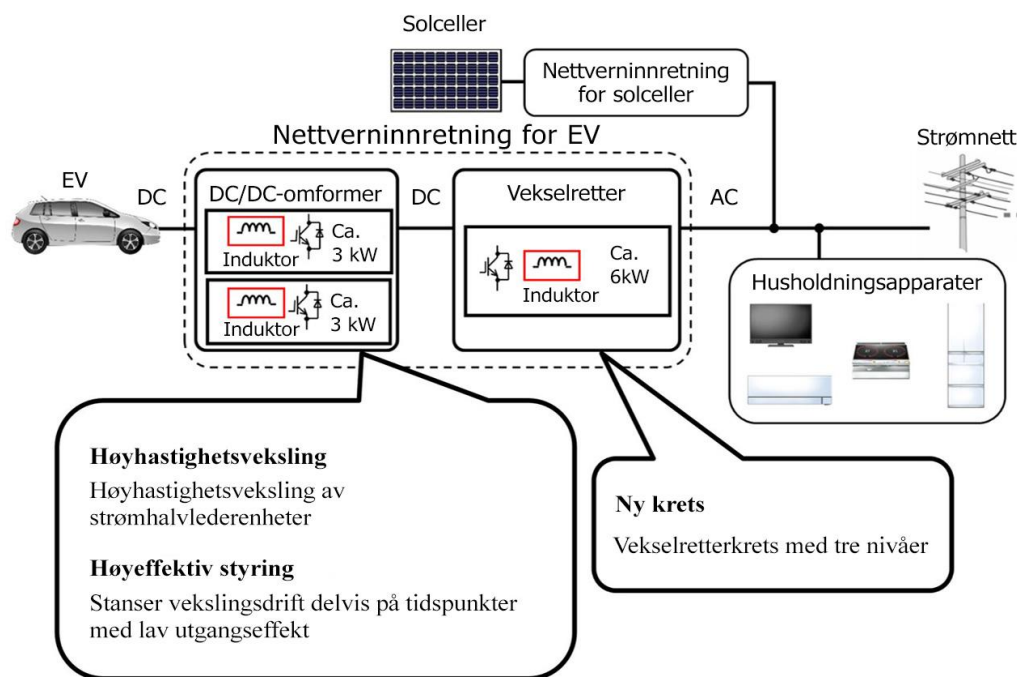 Solceller
Nettverninnretning
for solceller
Nettverninnretning for EV
Strømnett
EV
DC
DC/DC-omformer
DC
Vekselretter
AC
Induktor
Ca.
3 kW
Induktor
Ca.
3 kW
Induktor
Ca.
6kW
Husholdningsapparater
Høyhastighetsveksling
Høyhastighetsveksling av
strømhalvlederenheter
Høyeffektiv styring
Stanser vekslingsdrift delvis på tidspunkter
med lav utgangseffekt
Ny krets
Vekselretterkrets med tre nivåer